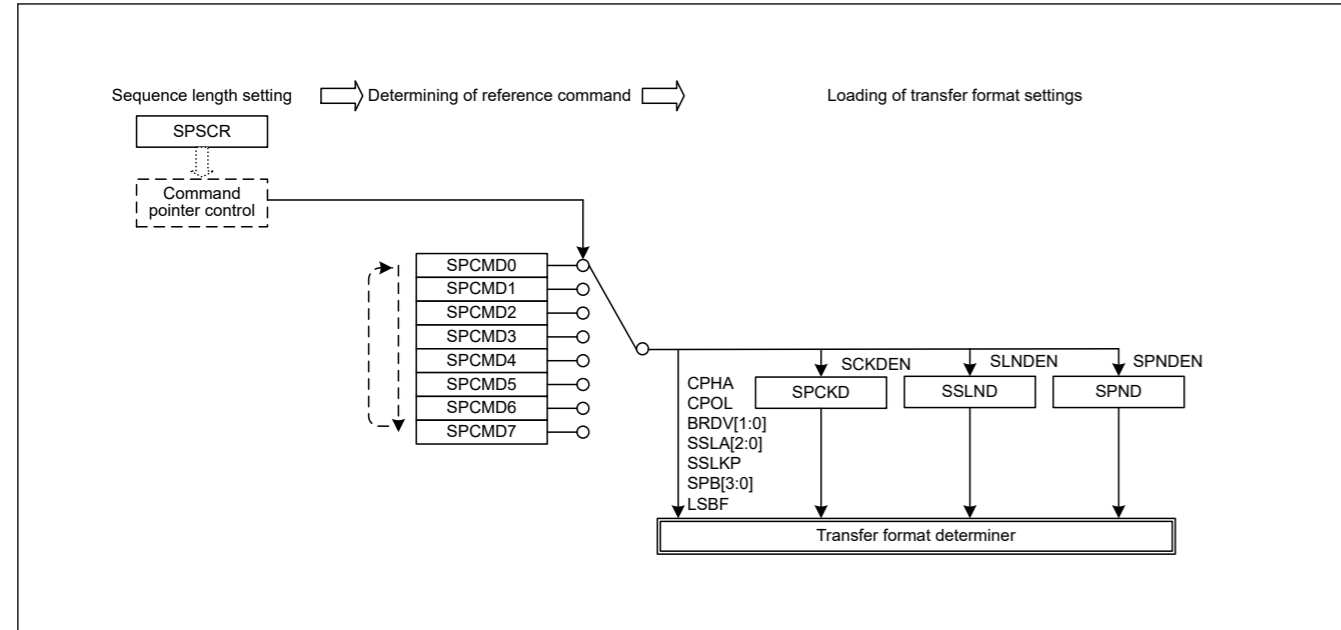 Sequence length setting
Determining of reference command
Loading of transfer format settings
SPSCR
Command
pointer control
SPCMD0
SPCMD1
SPCMD2
SPCMD3
SPCMD4
SPCMD5
SPCMD6
SPCMD7
CPHA
CPOL
BRDV[1:0]
SSLA[2:0]
SSLKP
SPB[3:0]
LSBF
SCKDEN
SPCKD
SLNDEN
SSLND
SPNDEN
SPND
Transfer format determiner